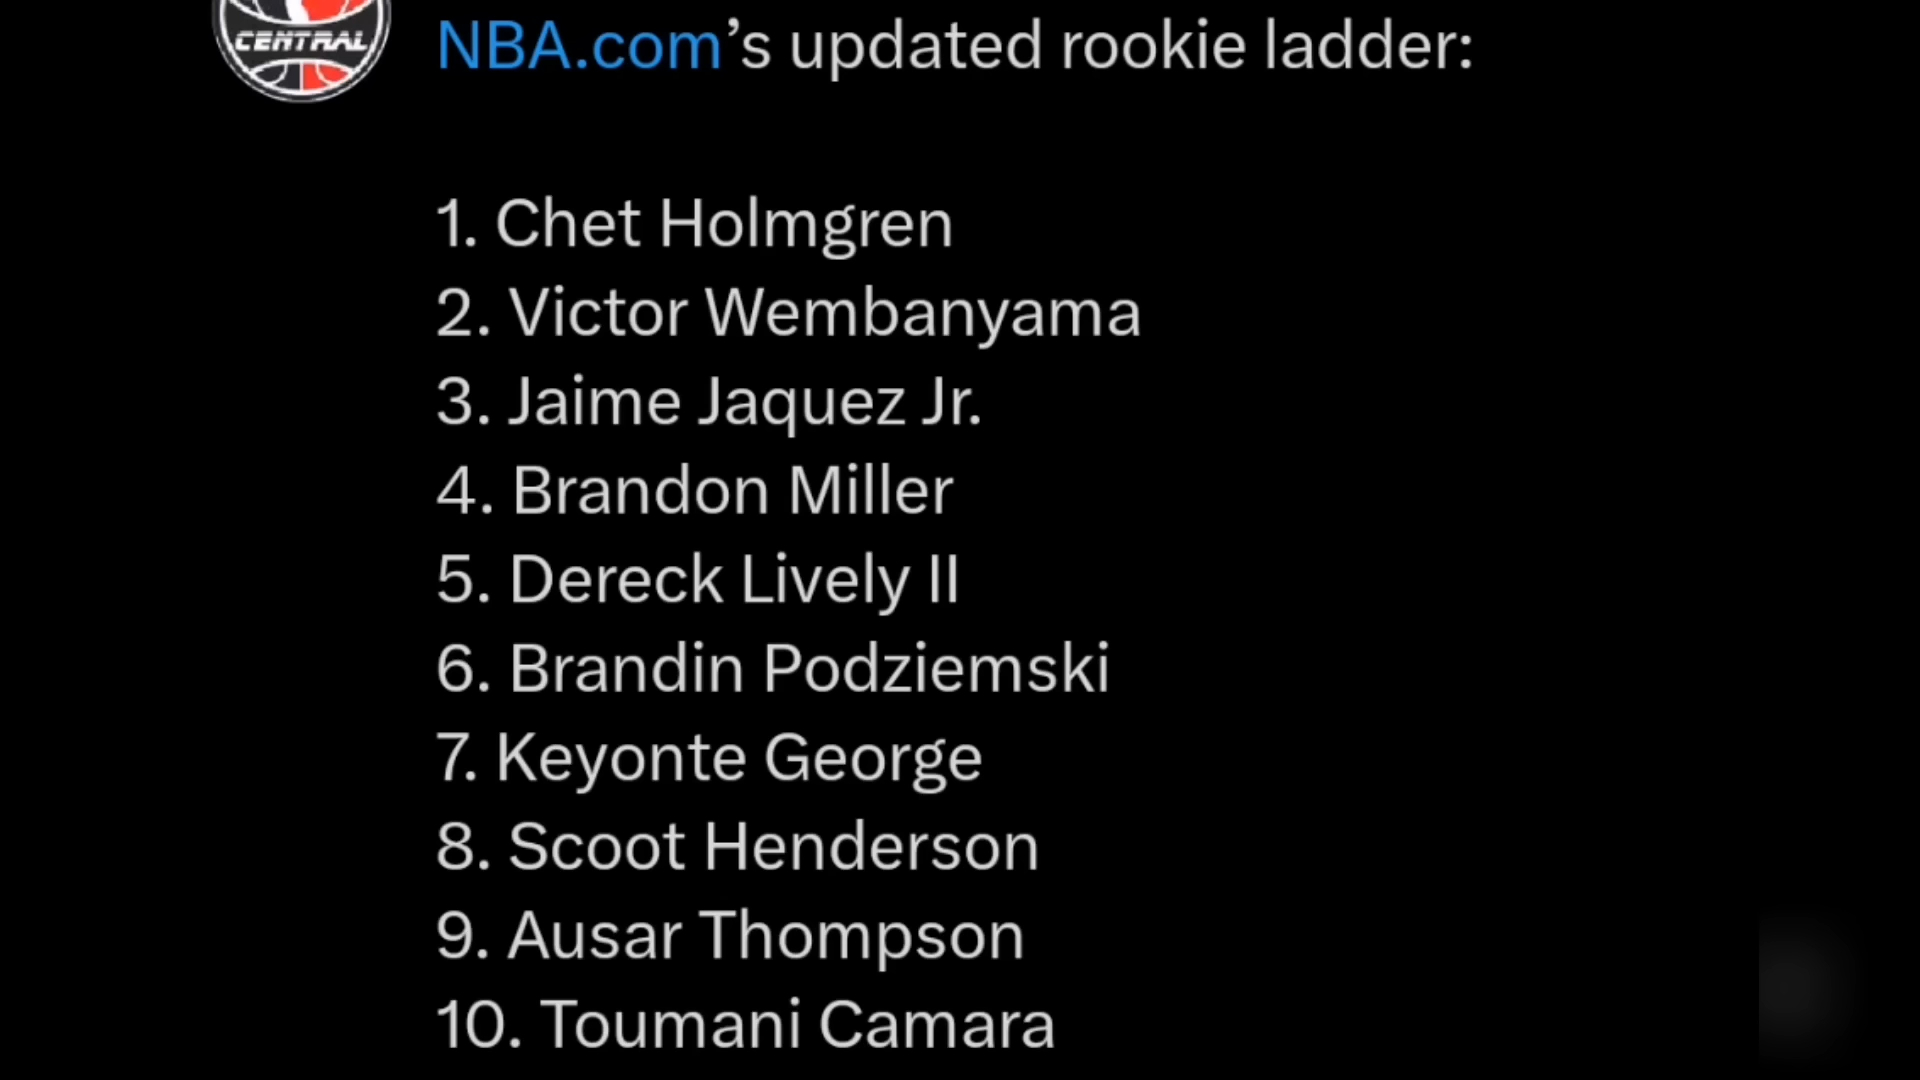 CENTRAL
NBA.com’s updated rookie ladder:
1. Chet Holmgren
2. Victor Wembanyama
3. Jaime Jaquez Jr.
4. Brandon Miller
5. Dereck Lively II
6. Brandin Podziemski
7. Keyonte George
8. Scoot Henderson
9. Ausar Thompson
10. Toumani Camara